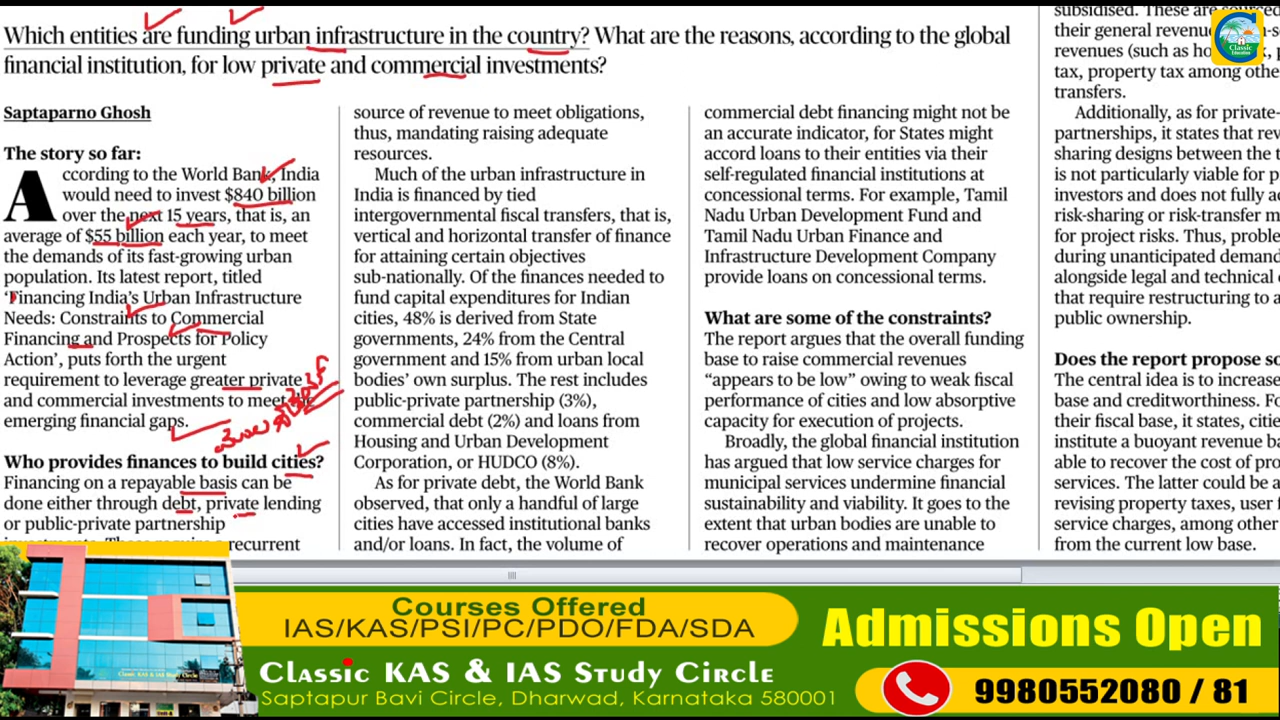 Which entities are funding urban infrastructure in the country? What are the reasons, according to the global
financial institution, for low private and commercial investments?
Saptaparno Ghosh
The story so far:
According to the World Bank, India
would need to invest $840 billion
over the next 15 years, that is, an
average of $55 billion each year, to meet
the demands of its fast-growing urban
population. Its latest report, titled
‘Financing India’s Urban Infrastructure
Needs: Constraints to Commercial
Financing and Prospects for Policy
Action’, puts forth the urgent
requirement to leverage greater private
and commercial investments to meet
emerging financial gaps.
Who provides finances to build cities?
Financing on a repayable basis can be
done either through debt, private lending
or public-private partnership
recurrent
source of revenue to meet obligations,
thus, mandating raising adequate
resources.
Much of the urban infrastructure in
India is financed by tied
intergovernmental fiscal transfers, that is,
vertical and horizontal transfer of finance
for attaining certain objectives
sub-nationally. Of the finances needed to
fund capital expenditures for Indian
cities, 48% is derived from State
governments, 24% from the Central
government and 15% from urban local
bodies’ own surplus. The rest includes
public-private partnership (3%),
commercial debt (2%) and loans from
Housing and Urban Development
Corporation, or HUDCO (8%).
As for private debt, the World Bank
observed, that only a handful of large
cities have accessed institutional banks
and/or loans. In fact, the volume of
commercial debt financing might not be
an accurate indicator, for States might
accord loans to their entities via their
self-regulated financial institutions at
concessional terms. For example, Tamil
Nadu Urban Development Fund and
Tamil Nadu Urban Finance and
Infrastructure Development Company
provide loans on concessional terms.
What are some of the constraints?
The report argues that the overall funding
base to raise commercial revenues
“appears to be low” owing to weak fiscal
performance of cities and low absorptive
capacity for execution of projects.
Broadly, the global financial institution
has argued that low service charges for
municipal services undermine financial
sustainability and viability. It goes to the
extent that urban bodies are unable to
recover operations and maintenance
subsidised. These are sourced
their general revenue
revenues (such as
tax, property tax among othe
transfers.
Additionally, as for private-
partnerships, it states that rev
sharing designs between the t
is not particularly viable for p
investors and does not fully a
risk-sharing or risk-transfer m
for project risks. Thus, proble
during unanticipated demand
alongside legal and technical
that require restructuring to a
public ownership.
Does the report propose so
The central idea is to increase
base and creditworthiness. Fo
their fiscal base, it states, citie
institute a buoyant revenue ba
able to recover the cost of pro
services. The latter could be a
revising property taxes, user
service charges, among other
from the current low base.
Classic
Education
Classic KAS & IAS Study Circle
Courses Offered
IAS/KAS/PSI/PC/PDO/FDA/SDA
Classic KAS & IAS Study Circle
Saptapur Bavi Circle, Dharwad, Karnataka 580001
Admissions Open
9980552080 / 81